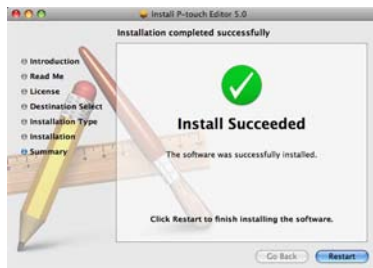 Install P-touch Editor 5.0
Installation completed successfully
Introduction
Read Me
License
Destination Select
Installation Type
Installation
Summary
Install Succeeded
The software was successfully installed.
Click Restart to finish installing the software.
Go Back
Restart